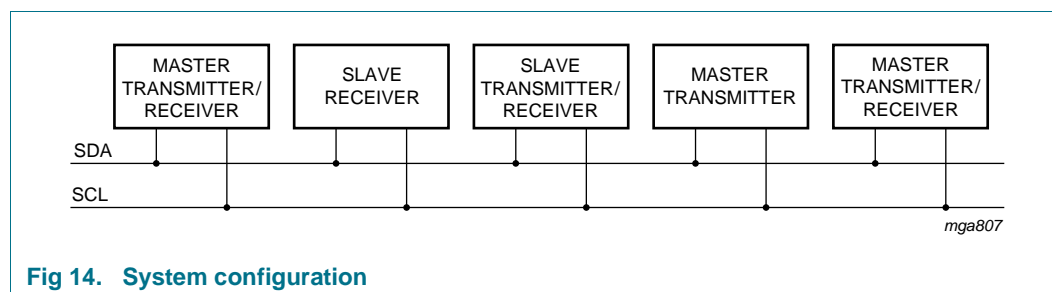 MASTER
TRANSMITTER/
RECEIVER
SLAVE
RECEIVER
SLAVE
TRANSMITTER/
RECEIVER
MASTER
TRANSMITTER
MASTER
TRANSMITTER/
RECEIVER
SDA
SCL
mga807
Fig 14. System configuration